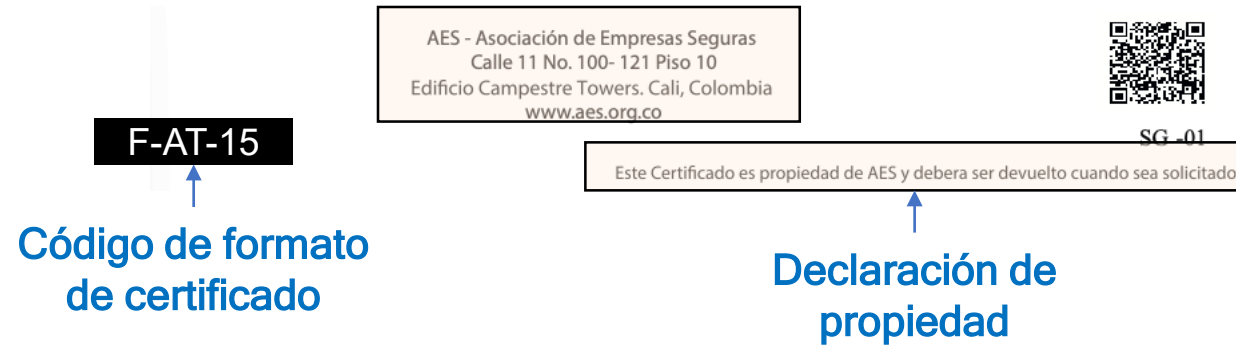 AES - Asociación de Empresas Seguras
Calle 11 No. 100- 121 Piso 10
Edificio Campestre Towers. Cali, Colombia
www.aes.org.co
SG -01
F-AT-15
Este Certificado es propiedad de AES y debera ser devuelto cuando sea solicitado
Código de formato
de certificado
Declaración de
propiedad